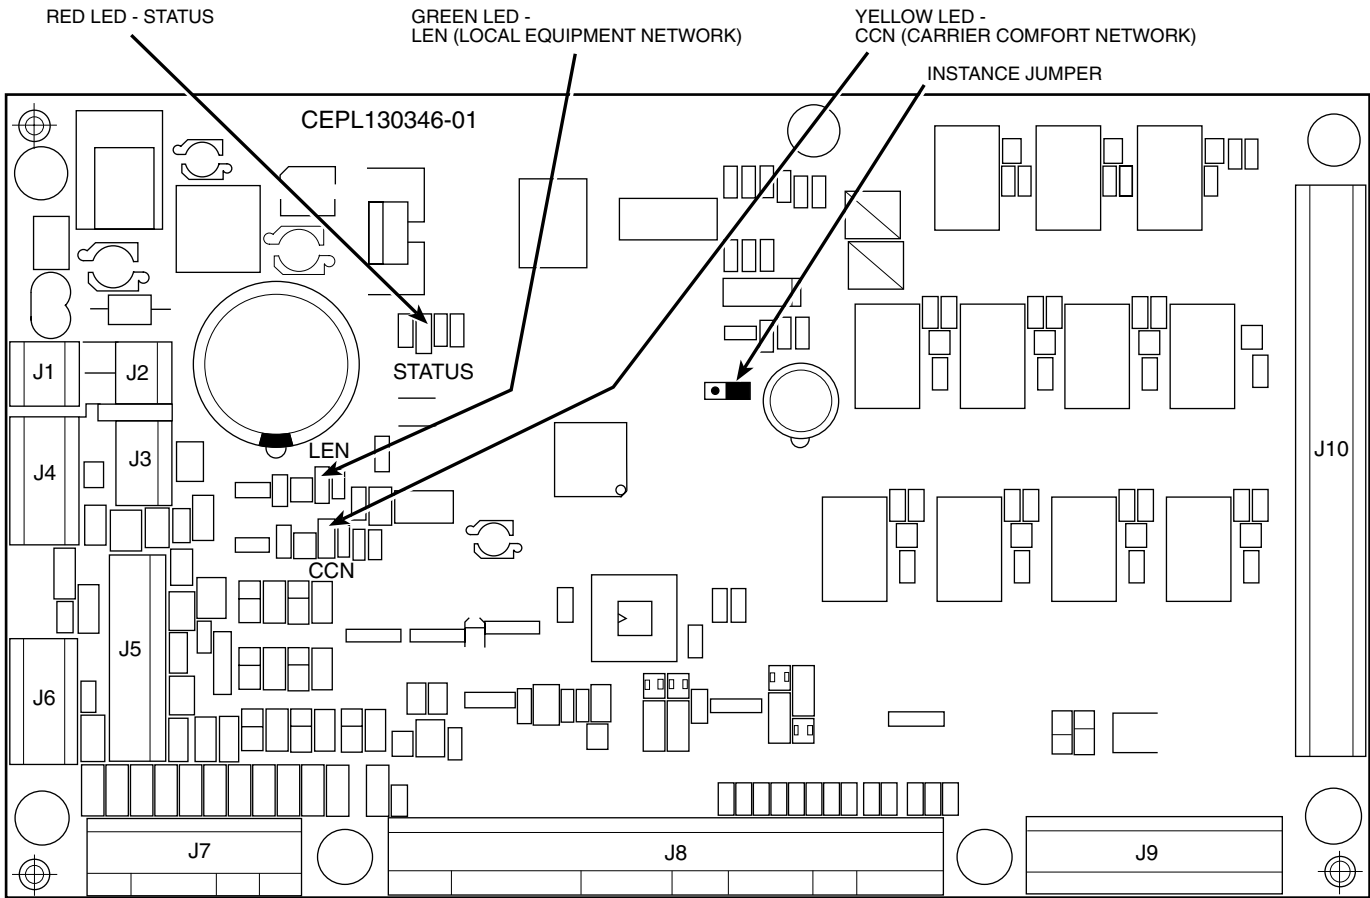 RED LED - STATUS
GREEN LED -
LEN (LOCAL EQUIPMENT NETWORK)
YELLOW LED -
CCN (CARRIER COMFORT NETWORK)
INSTANCE JUMPER
CEPL130346-01
STATUS
J1
J2
LEN
J4
J3
J10
CCN
J5
J6
J7
J8
J9